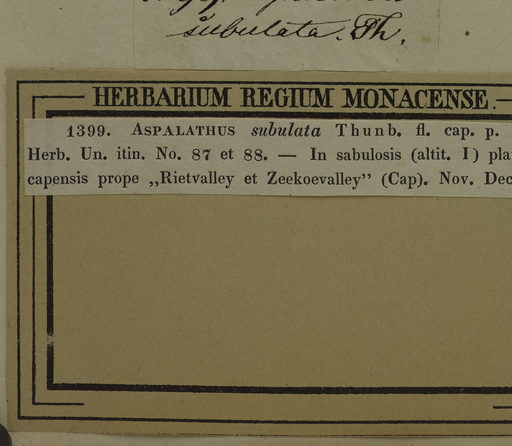 subulata. Th.
HERBARIUM REGIUM MONACENSE.
1399. ASPALATHUS subulata Thunb. fl. cap. p.
Herb. Un. itin. No. 87 et 88. — In sabulosis (altit. I) pla
capensis prope „Rietvalley et Zeekoevalley” (Cap). Nov. Dec